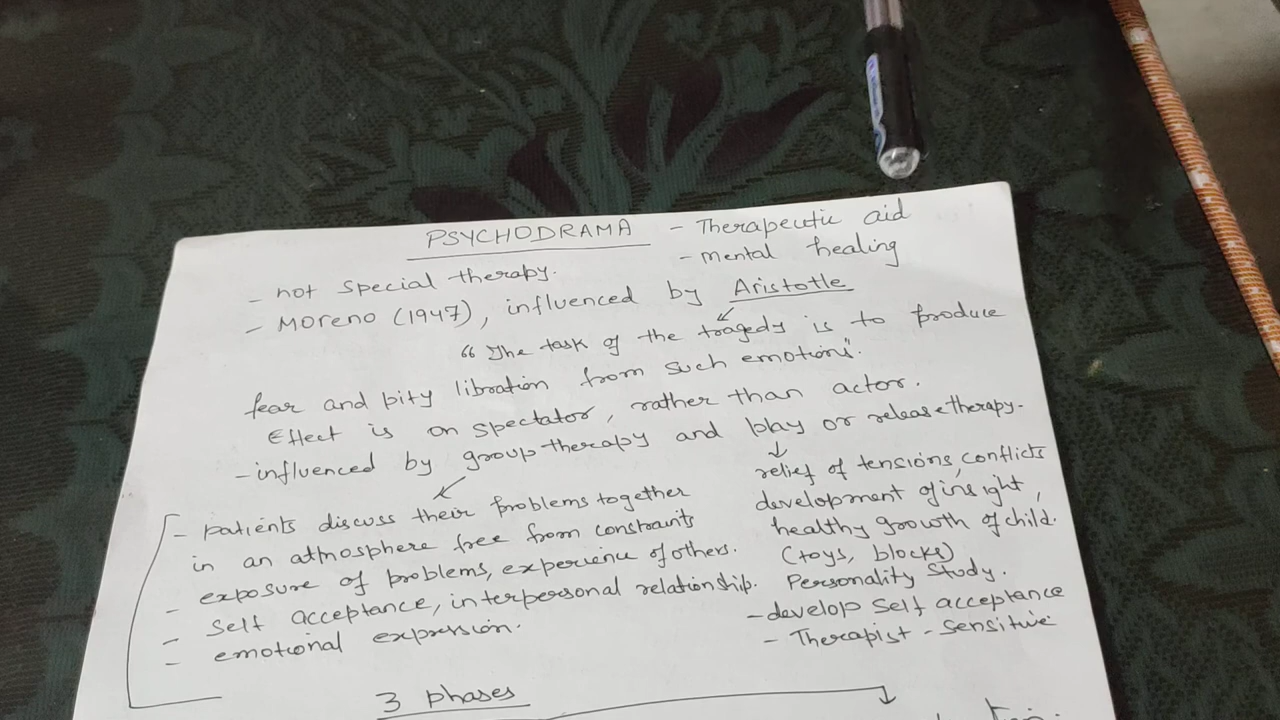 PSYCHODRAMA - Therapeutic aid
- mental healing
- not special therapy.
- Moreno (1947), influenced by Aristotle
"The task of the tragedy is to produce
fear and pity libration from such emotions".
Effect is on spectator, rather than actor.
- influenced by group therapy and play or release therapy.
- patients discuss their problems together
in an atmosphere free from constraints
- exposure of problems, experience of others.
- self acceptance, interpersonal relationship.
- emotional expression.
relief of tensions, conflicts
development of insight,
healthy growth of child.
(toys, blocks)
Personality Study.
- develop self acceptance
- Therapist - sensitive
3 phases